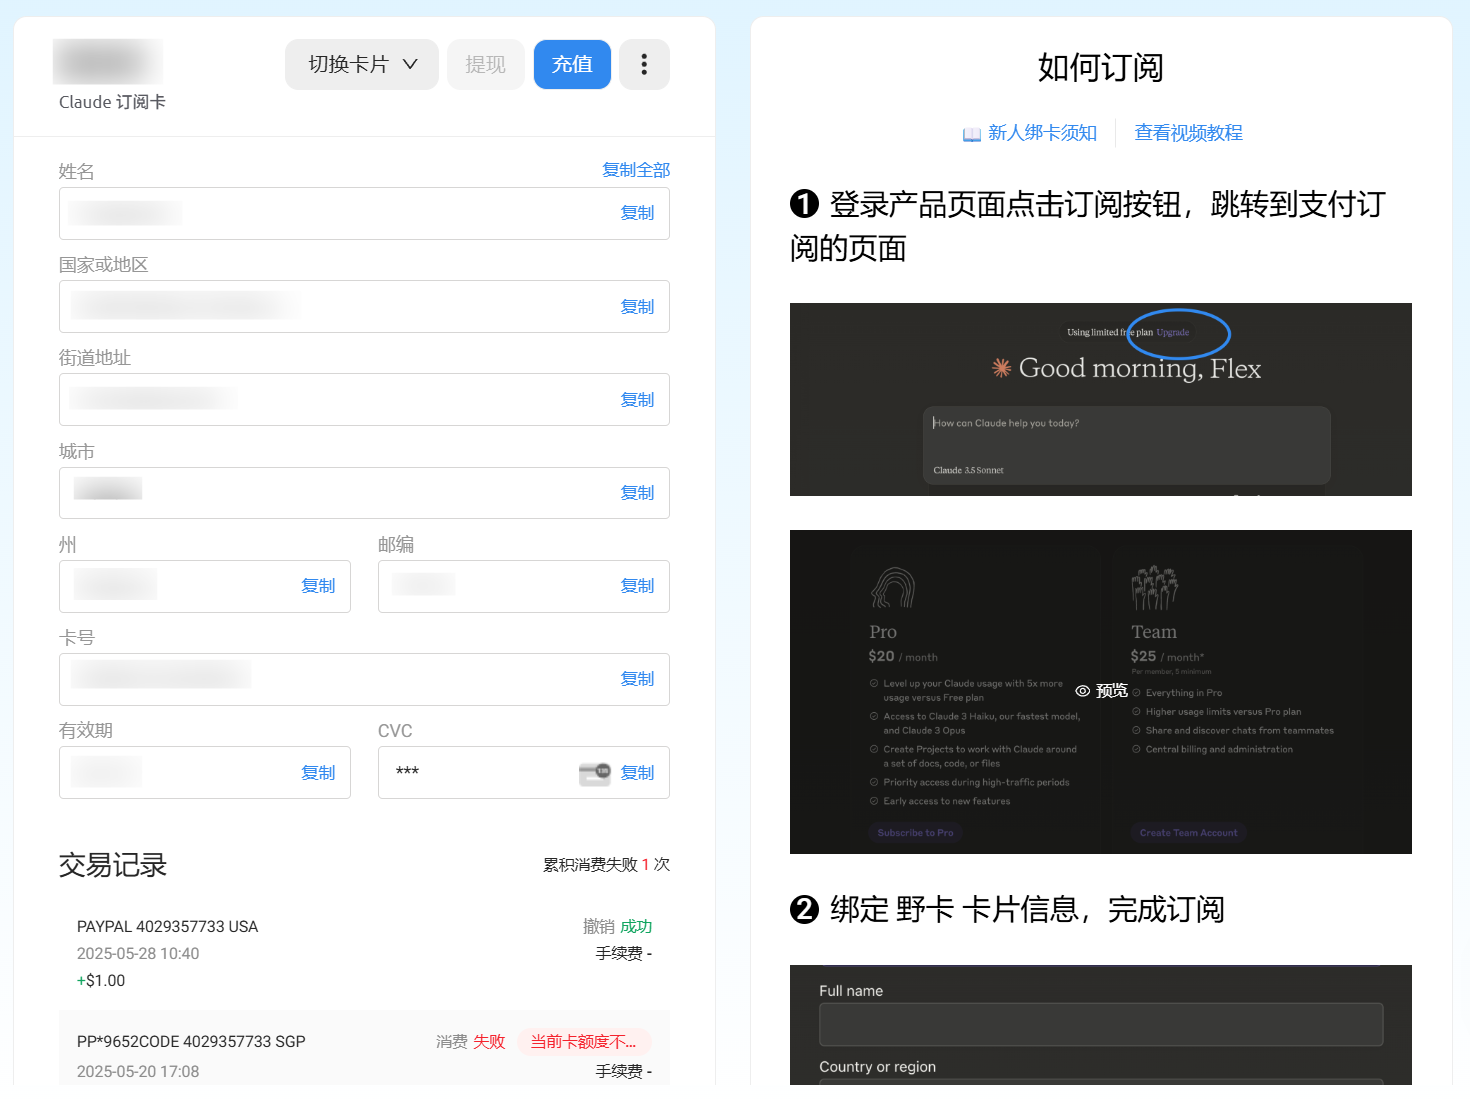 切换卡片
提现
充值
Claude 订阅卡
姓名
复制全部
复制
国家或地区
复制
街道地址
复制
城市
复制
州
邮编
复制
复制
卡号
复制
有效期
CVC
复制
***
复制
交易记录
累积消费失败 1 次
PAYPAL 4029357733 USA
撤销 成功
2025-05-28 10:40
手续费 -
+$1.00
PP*9652CODE 4029357733 SGP
消费 失败
当前卡额度不...
2025-05-20 17:08
手续费 -
如何订阅
新人绑卡须知
查看视频教程
❶ 登录产品页面点击订阅按钮，跳转到支付订
阅的页面
Using limited free plan Upgrade
Good morning, Flex
How can Claude help you today?
Claude 3.5 Sonnet
Pro
$20 / month
Level up your Claude usage with 5x more
usage versus Free plan
Access to Claude 3 Haiku, our fastest model,
and Claude 3 Opus
Create Projects to work with Claude around
a set of docs, code, or files
Priority access during high-traffic periods
Early access to new features
Subscribe to Pro
预览
Team
$25 / month*
Per member, 5 minimum
Everything in Pro
Higher usage limits versus Pro plan
Share and discover chats from teammates
Central billing and administration
Create Team Account
❷ 绑定 野卡 卡片信息，完成订阅
Full name
Country or region